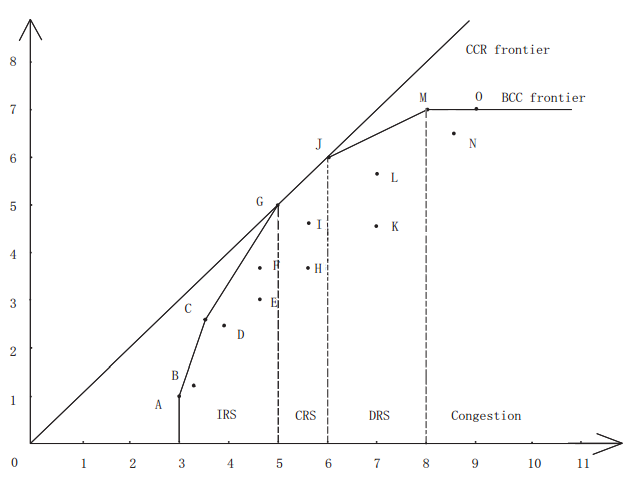 CCR frontier
8
M
O
BCC frontier
7
N
J
6
L
G
5
I
K
4
F
H
3
C
E
D
2
B
A
1
IRS
CRS
DRS
Congestion
0
1
2
3
4
5
6
7
8
9
10
11